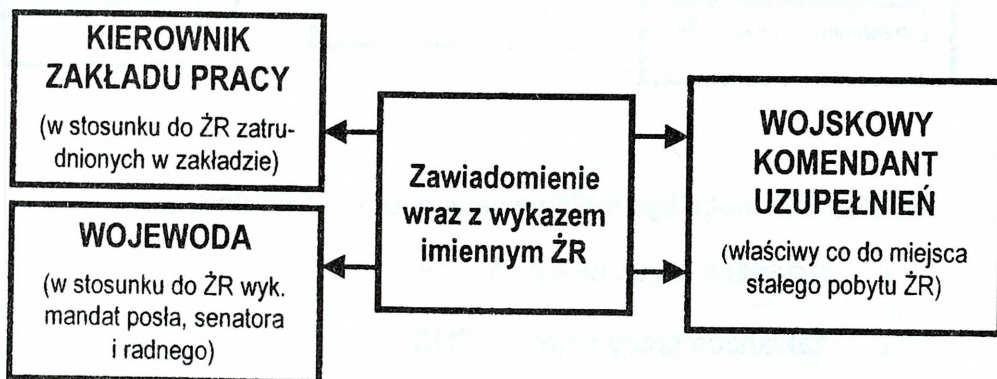 KIEROWNIK
ZAKŁADU PRACY
(w stosunku do ŻR zatru-
dnionych w zakładzie)
WOJEWODA
(w stosunku do ŻR wyk.
mandat posła, senatora
i radnego)
Zawiadomienie
wraz z wykazem
imiennym ŻR
WOJSKOWY
KOMENDANT
UZUPEŁNIEŃ
(właściwy co do miejsca
stałego pobytu ŻR)